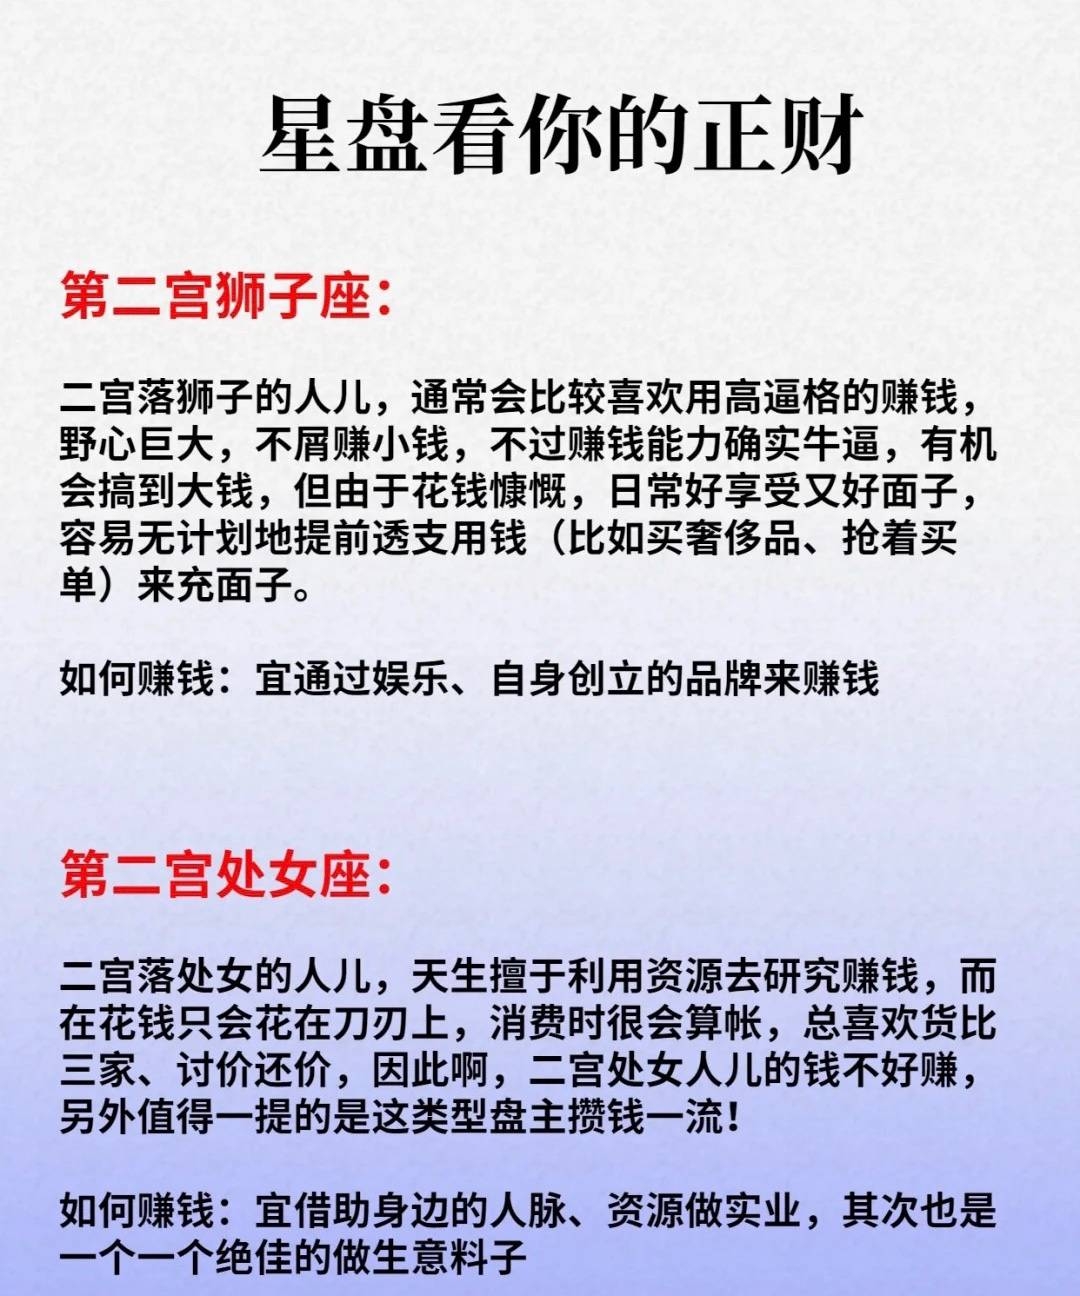 星盘看你的正财
第二宫狮子座：
二宫落狮子的人儿，通常会比较喜欢用高逼格的赚钱，
野心巨大，不屑赚小钱，不过赚钱能力确实牛逼，有机
会搞到大钱，但由于花钱慷慨，日常好享受又好面子，
容易无计划地提前透支用钱（比如买奢侈品、抢着买
单）来充面子。
如何赚钱：宜通过娱乐、自身创立的品牌来赚钱
第二宫处女座：
二宫落处女的人儿，天生擅于利用资源去研究赚钱，而
在花钱只会花在刀刃上，消费时很会算帐，总喜欢货比
三家、讨价还价，因此啊，二宫处女人儿的钱不好赚，
另外值得一提的是这类型盘主攒钱一流！
如何赚钱：宜借助身边的人脉、资源做实业，其次也是
一个一个绝佳的做生意料子